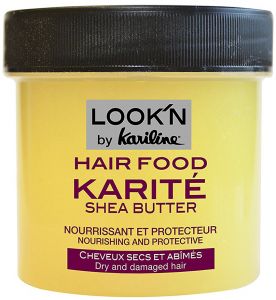 LOOK'N
by kariline
HAIR FOOD
KARITÉ
SHEA BUTTER
NOURRISSANT ET PROTECTEUR
NOURISHING AND PROTECTIVE
CHEVEUX SECS ET ABÎMÉS
Dry and damaged hair